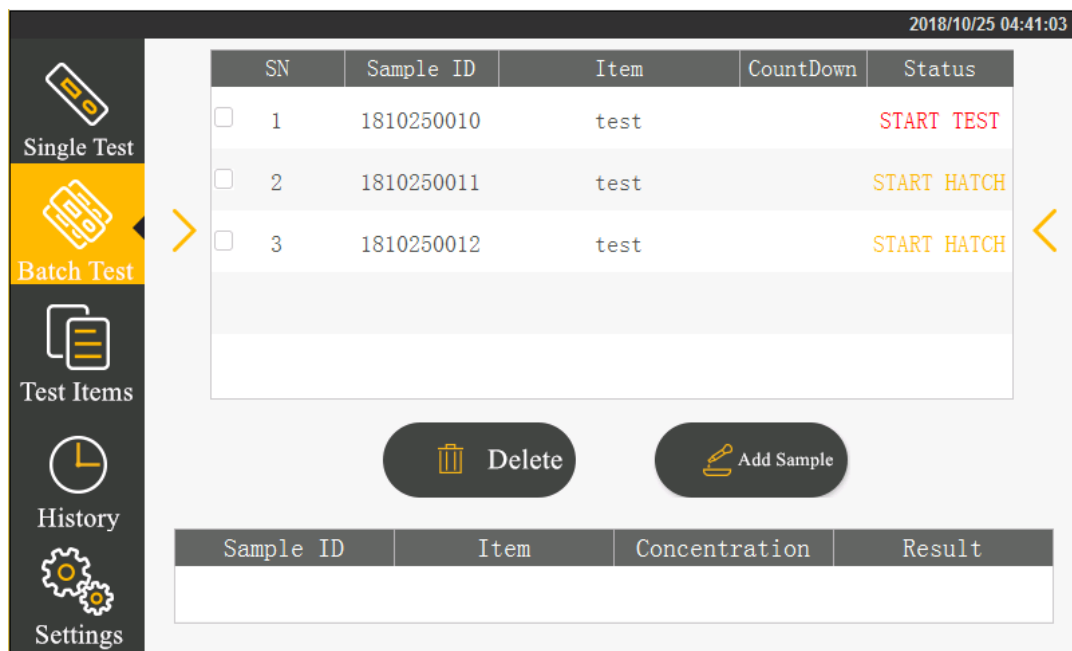 2018/10/25 04:41:03
Single Test
Batch Test
Test Items
History
Settings
SN Sample ID Item CountDown Status
1 1810250010 test START TEST
2 1810250011 test START HATCH
3 1810250012 test START HATCH
Delete Add Sample
Sample ID Item Concentration Result